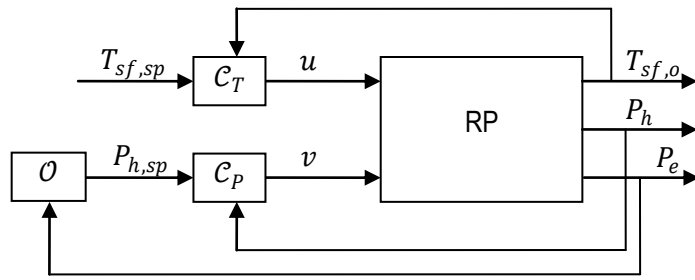 T_{sf,sp} 𝒞_T u T_{sf,o}
RP
P_h
𝒪 P_{h,sp} 𝒞_P v P_e